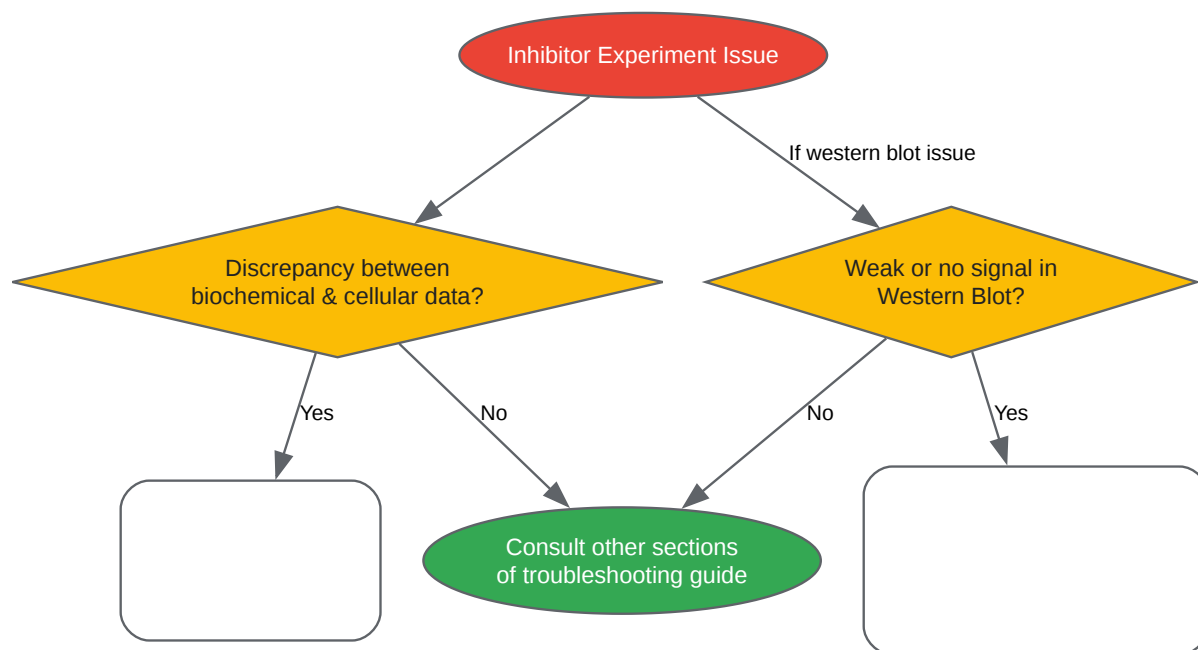 Inhibitor Experiment Issue
If western blot issue
Discrepancy between
biochemical & cellular data?
Weak or no signal in
Western Blot?
Yes
No
No
Yes
Consult other sections
of troubleshooting guide